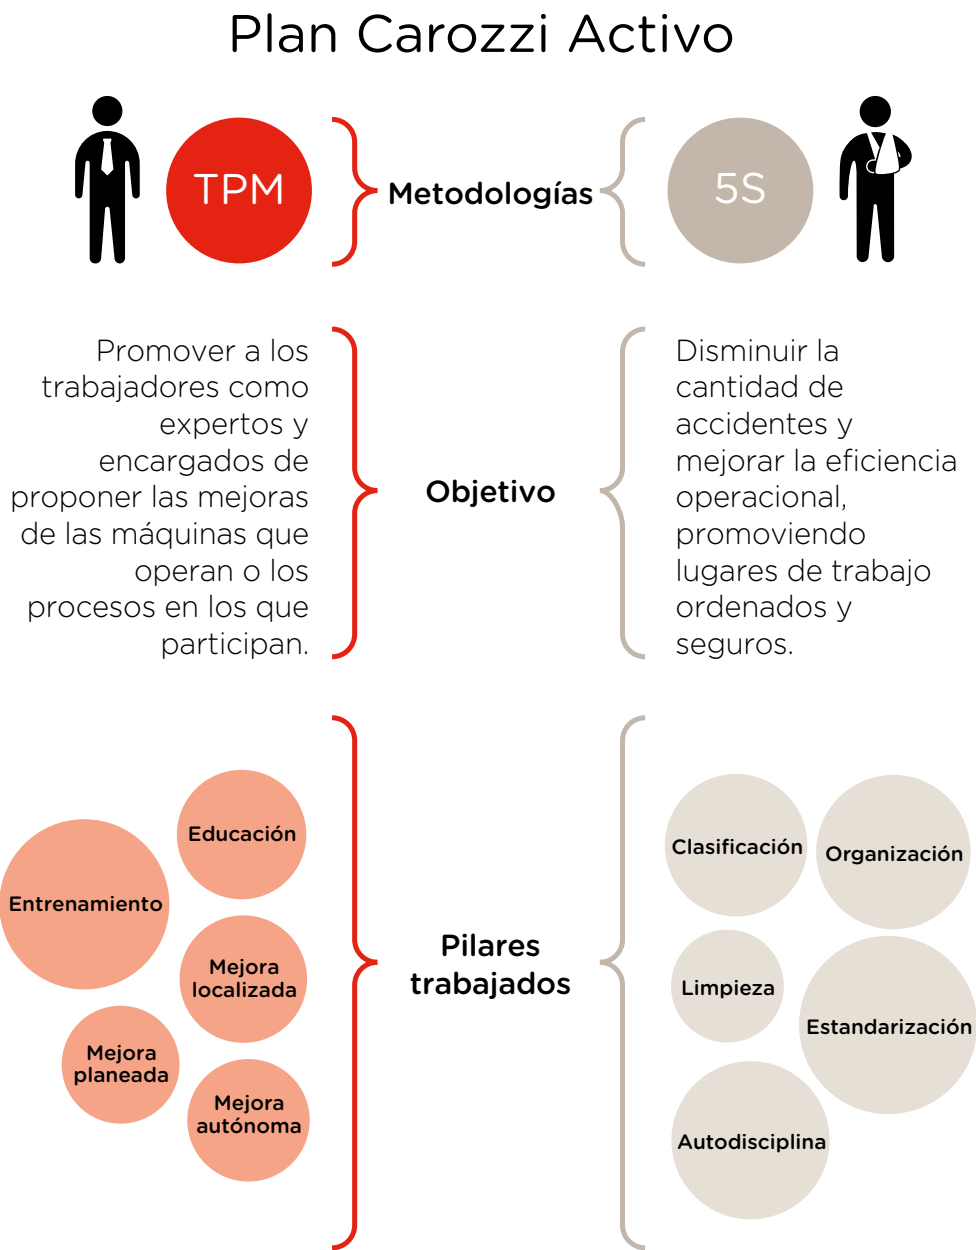 Plan Carozzi Activo
TPM
Metodologías
5S
Promover a los
trabajadores como
expertos y
encargados de
proponer las mejoras
de las máquinas que
operan o los
procesos en los que
participan.
Objetivo
Disminuir la
cantidad de
accidentes y
mejorar la eficiencia
operacional,
promoviendo
lugares de trabajo
ordenados y
seguros.
Educación
Entrenamiento
Mejora
localizada
Mejora
planeada
Mejora
autónoma
Pilares
trabajados
Clasificación
Organización
Limpieza
Estandarización
Autodisciplina